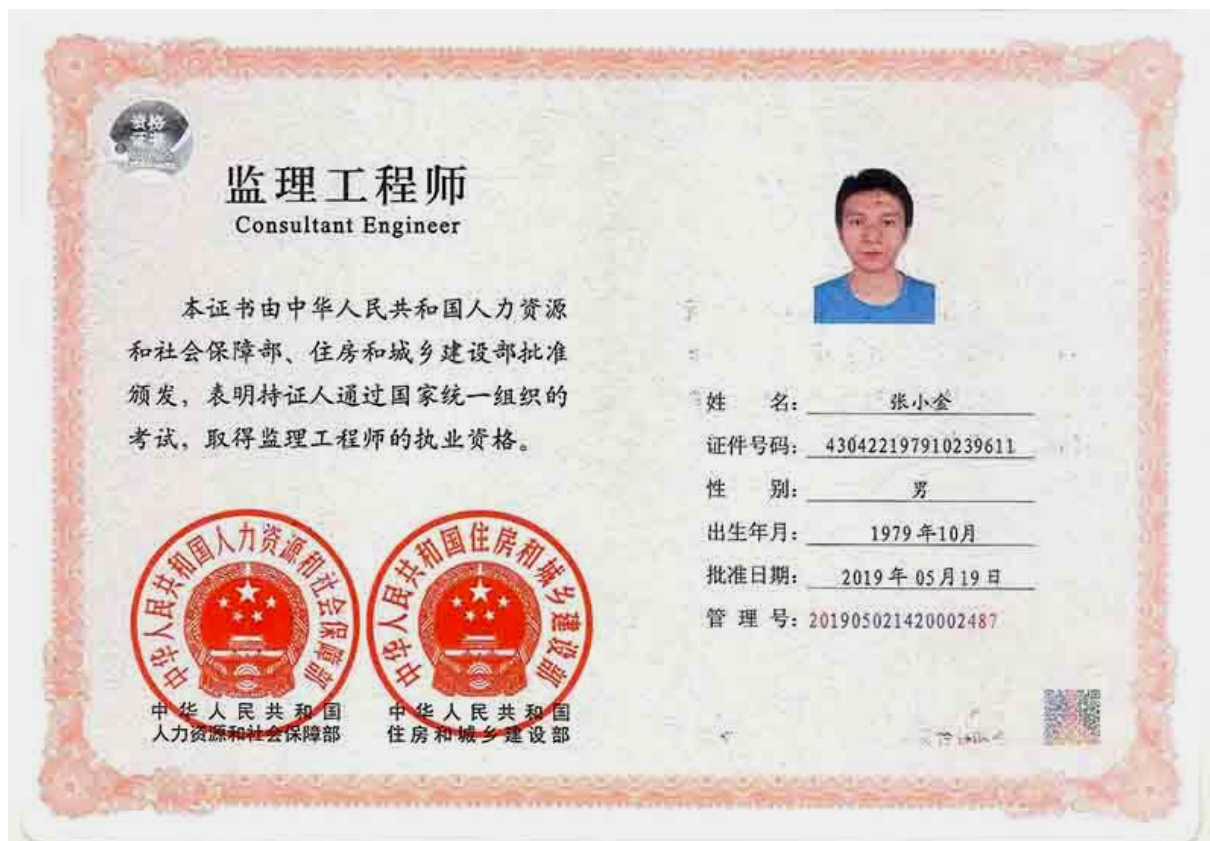 资格
监理工程师
Consultant Engineer
本证书由中华人民共和国人力资源
和社会保障部、住房和城乡建设部批准
颁发，表明持证人通过国家统一组织的
考试，取得监理工程师的执业资格。
中华人民共和国人力资源和社会保障部
中华人民共和国住房和城乡建设部
中华人民共和国
人力资源和社会保障部
中华人民共和国
住房和城乡建设部
姓 名：张小金
证件号码：430422197910239611
性 别：男
出生年月：1979年10月
批准日期：2019年05月19日
管 理 号：201905021420002487